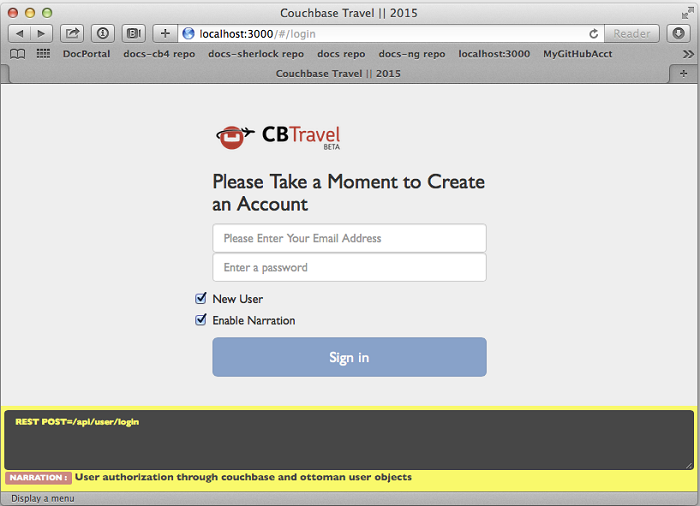 Couchbase Travel || 2015
localhost:3000/#/login
Reader
DocPortal docs-cb4 repo docs-sherlock repo docs repo docs-ng repo localhost:3000 MyGitHubAcct
Couchbase Travel || 2015
CBTravel
BETA
Please Take a Moment to Create
an Account
Please Enter Your Email Address
Enter a password
New User
Enable Narration
Sign in
REST POST=/api/user/login
NARRATION : User authorization through couchbase and ottoman user objects
Display a menu